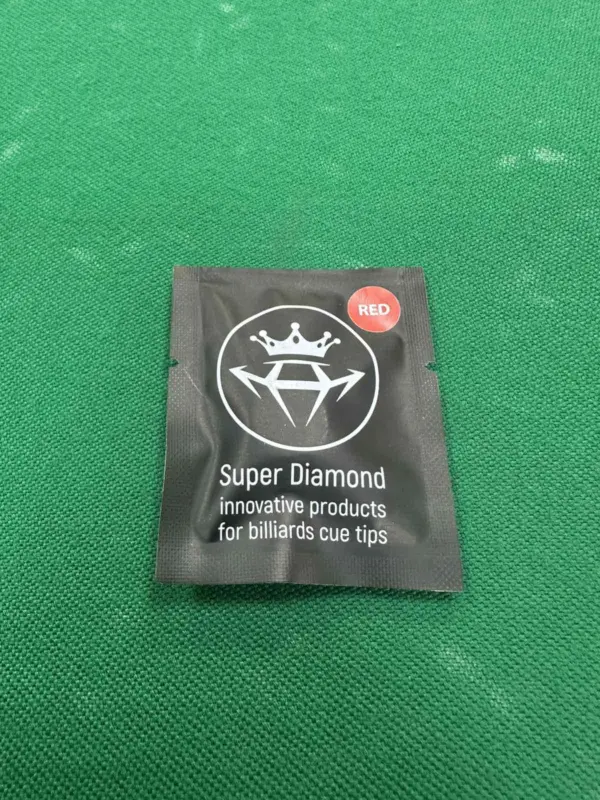 RED
Super Diamond
innovative products
for billiards cue tips